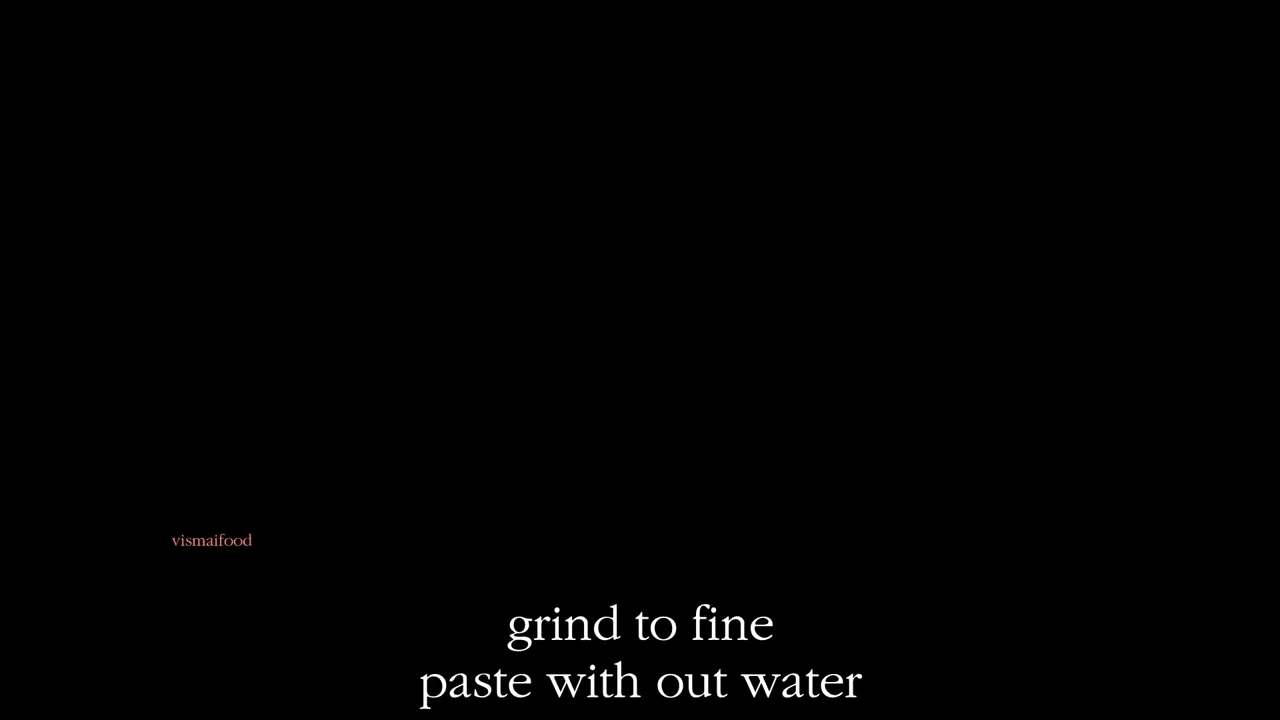 vismaifood
grind to fine
paste with out water